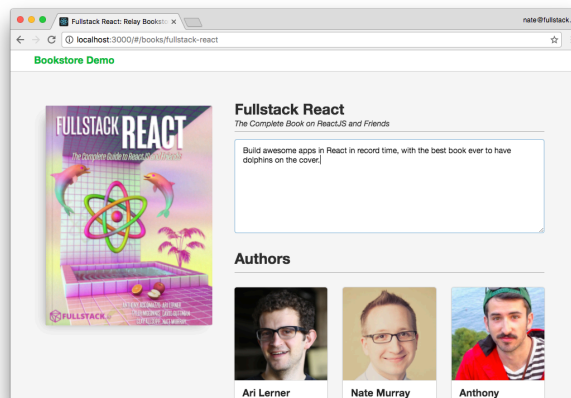 Fullstack React: Relay Booksto
nate@fullstack.
localhost:3000/#/books/fullstack-react
Bookstore Demo
FULLSTACK REACT
The Complete Guide to ReactJS and Friends
FULLSTACK.io
Fullstack React
The Complete Book on ReactJS and Friends
Build awesome apps in React in record time, with the best book ever to have
dolphins on the cover.
Authors
Ari Lerner
Nate Murray
Anthony